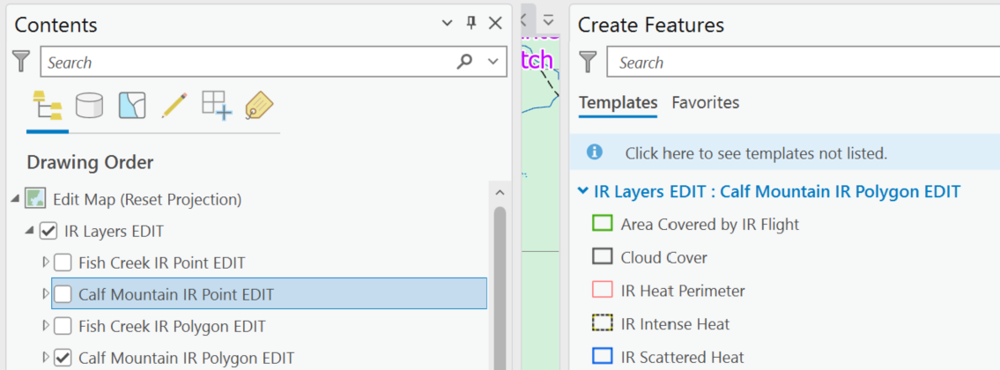 Contents
Search
Drawing Order
Edit Map (Reset Projection)
IR Layers EDIT
Fish Creek IR Point EDIT
Calf Mountain IR Point EDIT
Fish Creek IR Polygon EDIT
Calf Mountain IR Polygon EDIT
tch
Create Features
Search
Templates Favorites
Click here to see templates not listed.
IR Layers EDIT : Calf Mountain IR Polygon EDIT
Area Covered by IR Flight
Cloud Cover
IR Heat Perimeter
IR Intense Heat
IR Scattered Heat